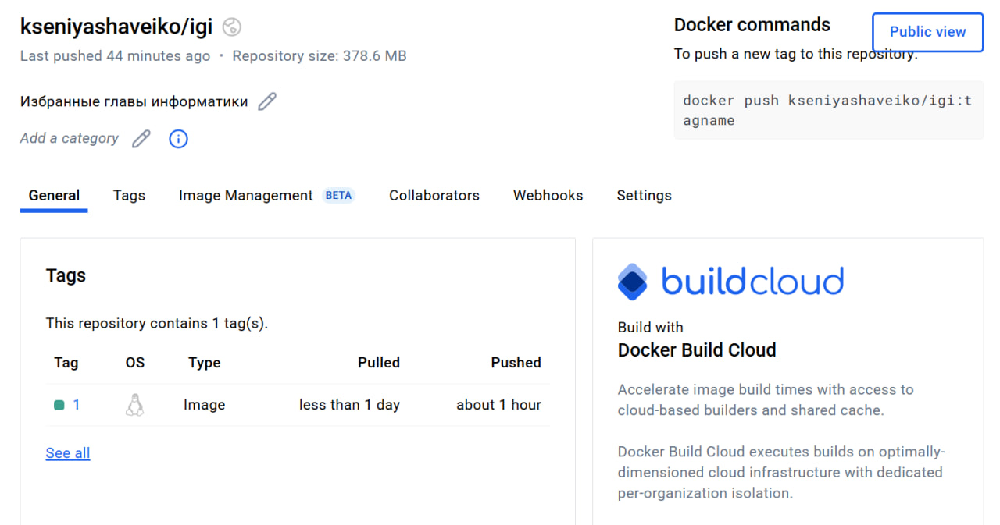 kseniyashaveiko/igi
Last pushed 44 minutes ago • Repository size: 378.6 MB
Избранные главы информатики
Add a category
Docker commands
Public view
To push a new tag to this repository:
docker push kseniyashaveiko/igi:t
agname
General Tags Image Management BETA Collaborators Webhooks Settings
Tags
This repository contains 1 tag(s).
Tag OS Type Pulled Pushed
1 Image less than 1 day about 1 hour
See all
buildcloud
Build with
Docker Build Cloud
Accelerate image build times with access to
cloud-based builders and shared cache.
Docker Build Cloud executes builds on optimally-
dimensioned cloud infrastructure with dedicated
per-organization isolation.